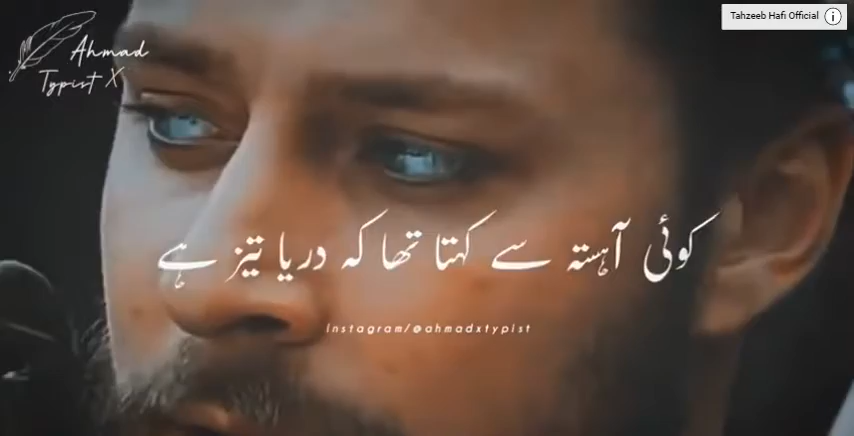 Tahzeeb Hafi Official
Ahmad
Typist X
کوئی آہستہ سے کہتا تھا کہ دریا تیز ہے
instagram/@ahmadxtypist